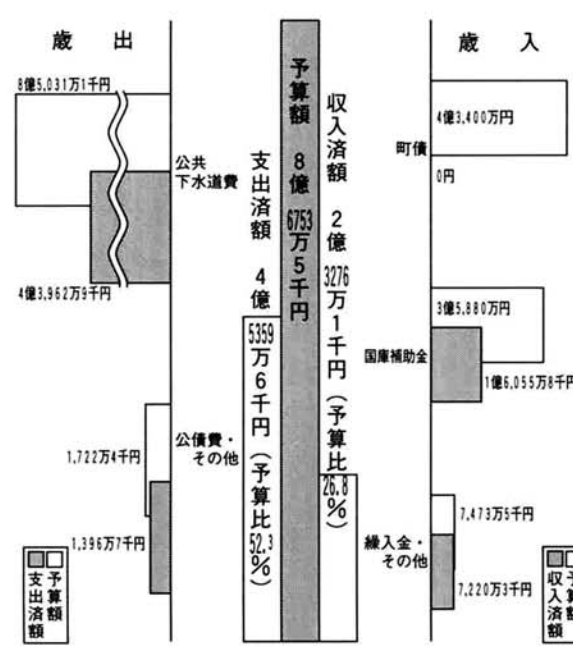 歳出
8億5,031万1千円
公共
下水道費
4億3,962万9千円
1,722万4千円
公債費・
その他
1,396万7千円
予算額
支出済額
支出済額 4億5359万6千円(予算比52.3%)
予算額 8億6753万5千円
収入済額 2億3276万1千円(予算比26.8%)
歳入
4億3,400万円
町債
0円
3億5,880万円
国庫補助金
1億6,055万8千円
7,473万5千円
繰入金・
その他
7,220万3千円
予算額
収入済額